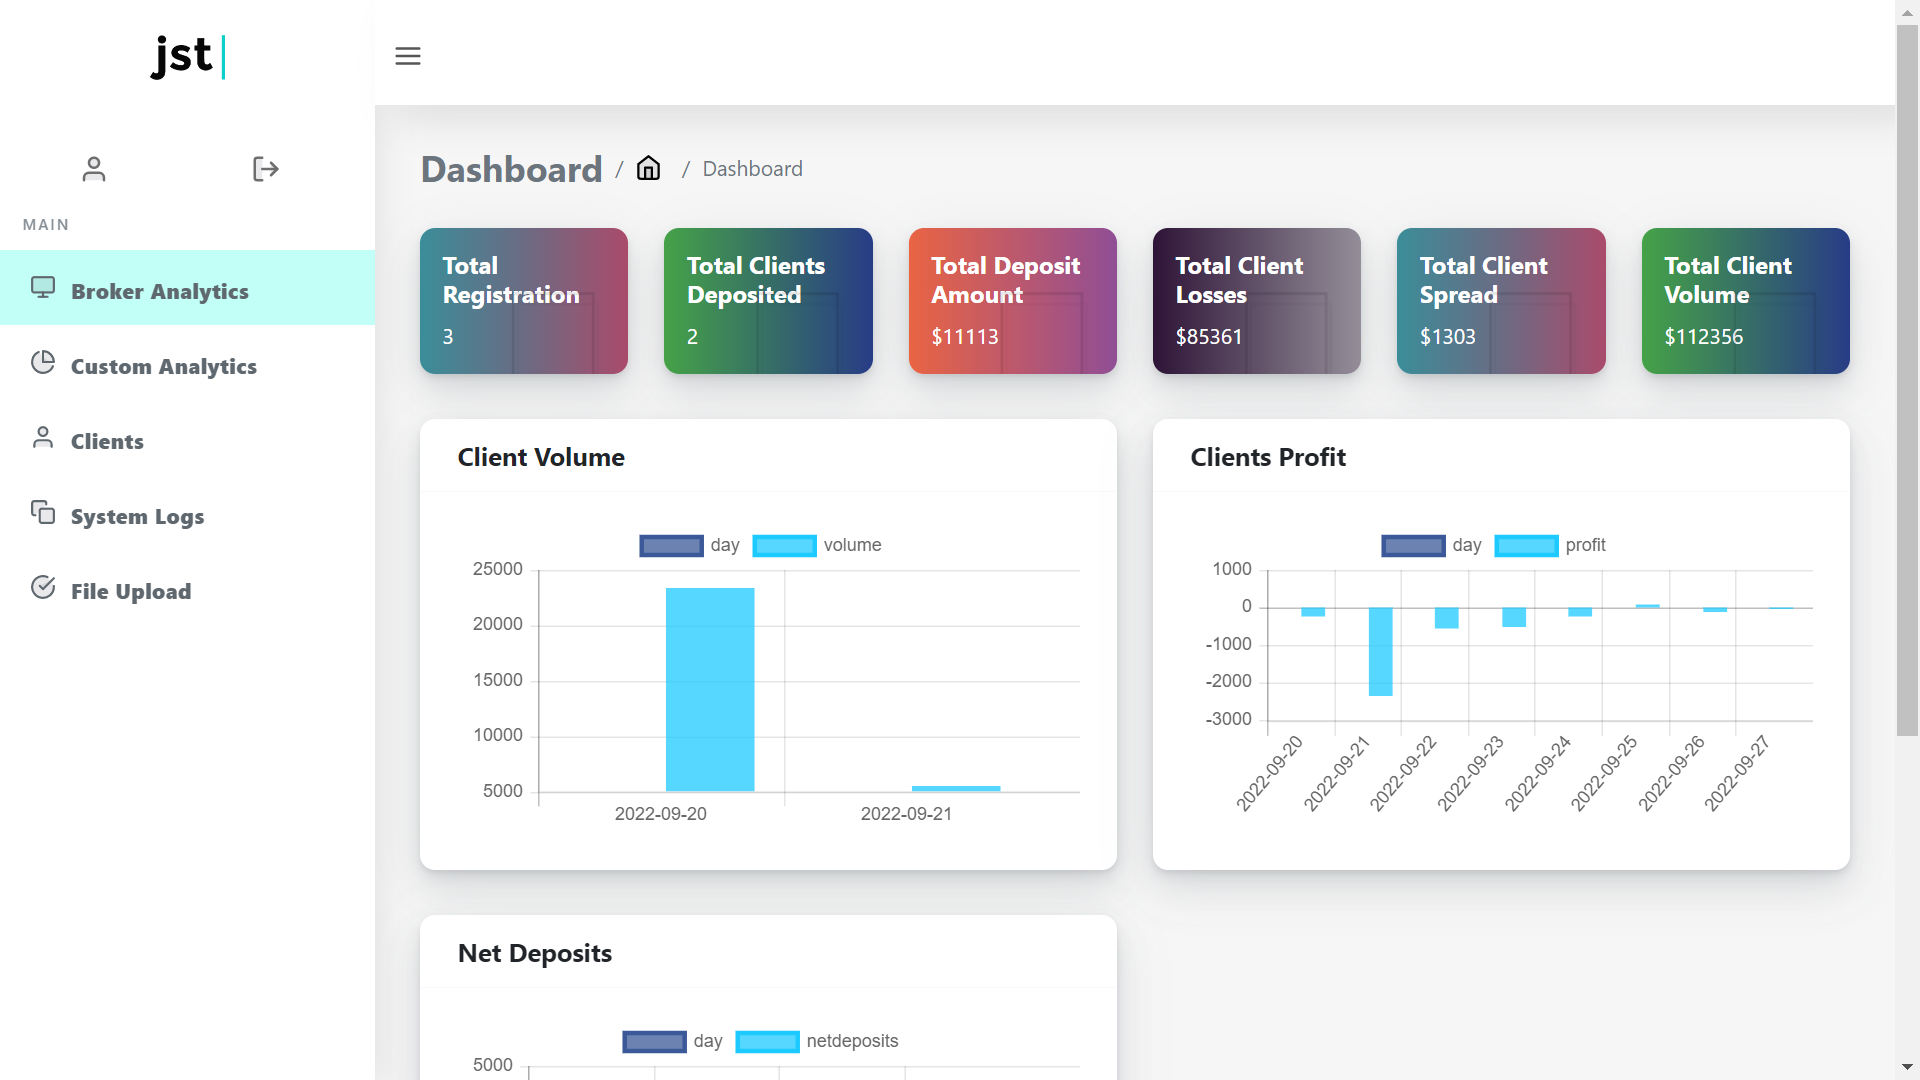 jst
MAIN
Broker Analytics
Custom Analytics
Clients
System Logs
File Upload
Dashboard / / Dashboard
Total Registration
3
Total Clients Deposited
2
Total Deposit Amount
$11113
Total Client Losses
$85361
Total Client Spread
$1303
Total Client Volume
$112356
Client Volume
day volume
25000
20000
15000
10000
5000
2022-09-20 2022-09-21
Clients Profit
day profit
1000
0
-1000
-2000
-3000
2022-09-20 2022-09-21 2022-09-22 2022-09-23 2022-09-24 2022-09-25 2022-09-26 2022-09-27
Net Deposits
day netdeposits
5000